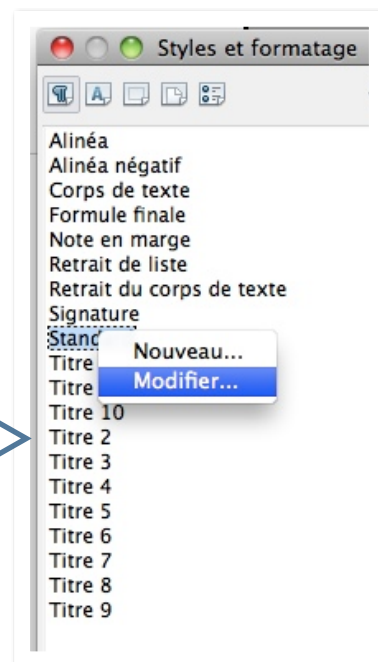 Styles et formatage
Alinéa
Alinéa négatif
Corps de texte
Formule finale
Note en marge
Retrait de liste
Retrait du corps de texte
Signature
Stand
Nouveau...
Titre
Modifier...
Titre
Titre 10
Titre 2
Titre 3
Titre 4
Titre 5
Titre 6
Titre 7
Titre 8
Titre 9